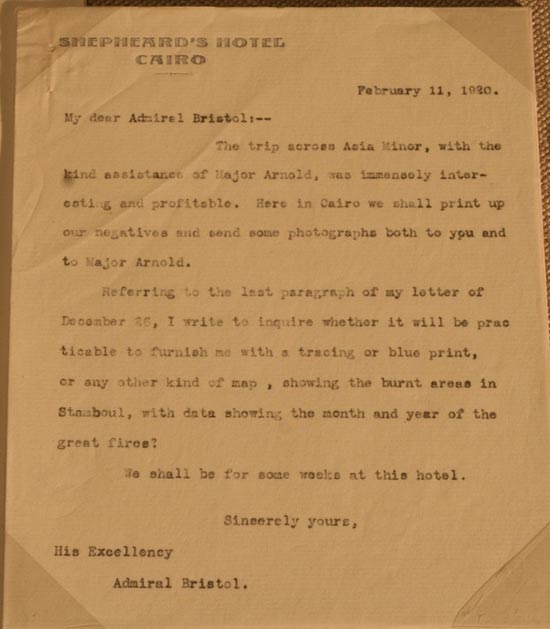 SHEPHEARD'S HOTEL
CAIRO
February 11, 1920.
My dear Admiral Bristol:--
The trip across Asia Minor, with the
kind assistance of Major Arnold, was immensely inter-
esting and profitable. Here in Cairo we shall print up
our negatives and send some photographs both to you and
to Major Arnold.
Referring to the last paragraph of my letter of
December 26, I write to inquire whether it will be prac
ticable to furnish me with a tracing or blue print,
or any other kind of map , showing the burnt areas in
Stamboul, with data showing the month and year of the
great fires?
We shall be for some weeks at this hotel.
Sincerely yours,
His Excellency
Admiral Bristol.